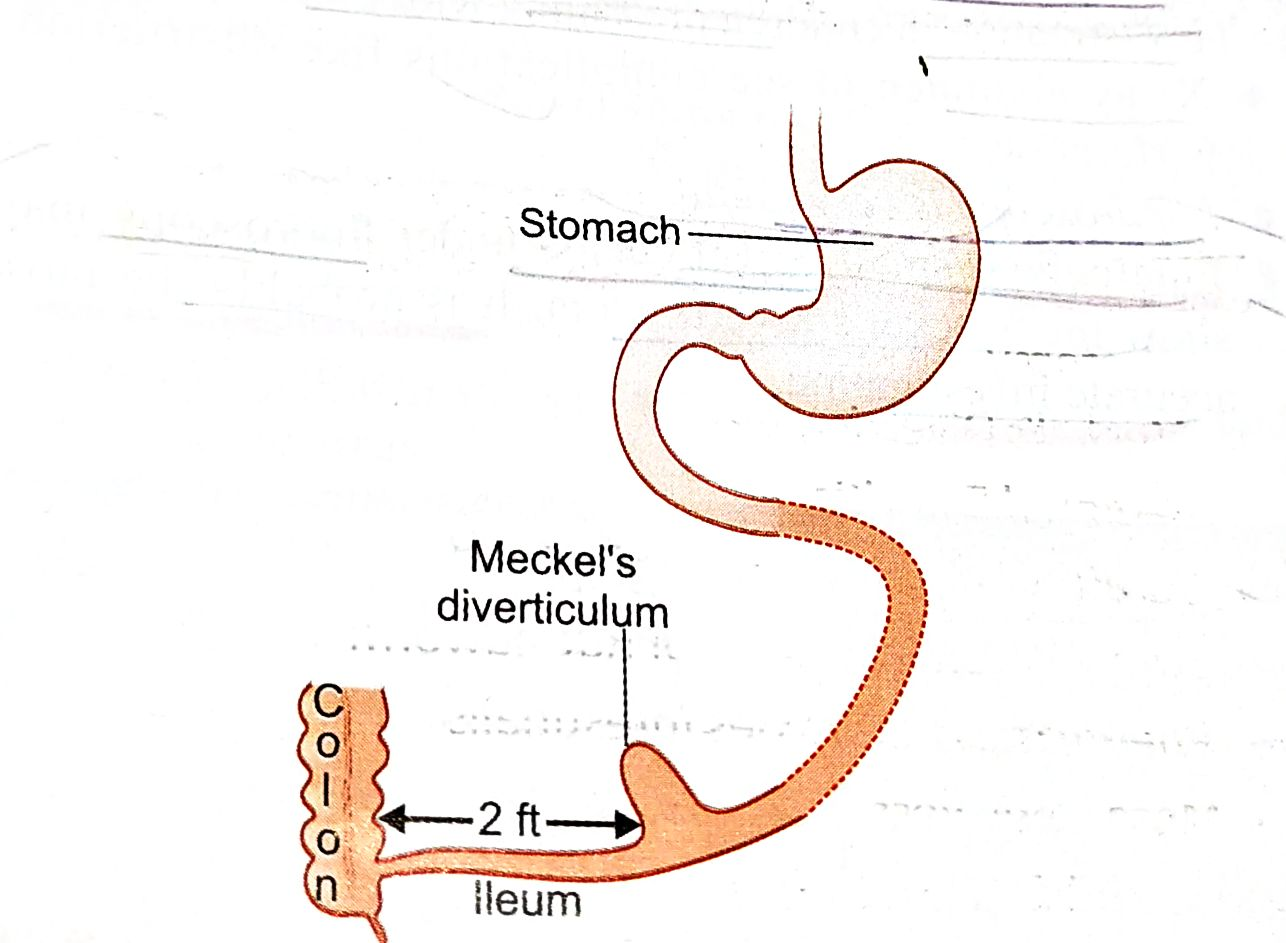 Stomach
Meckel's
diverticulum
Colon
2 ft
Ileum